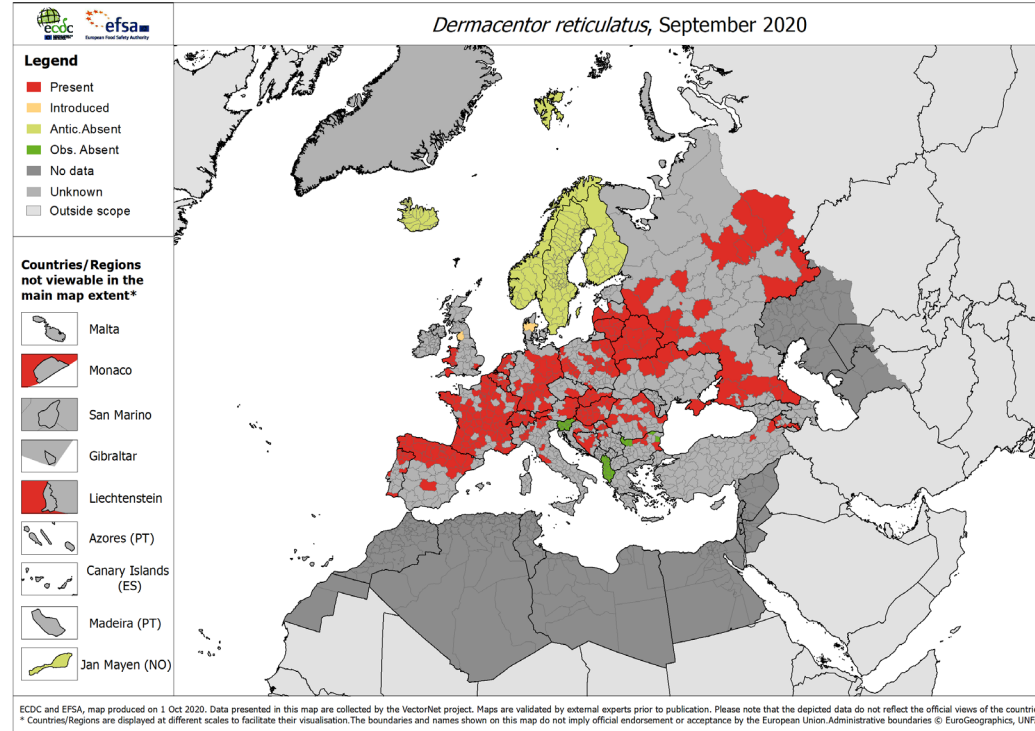 ecdc
efsa
European Food Safety Authority
Dermacentor reticulatus, September 2020
Legend
Present
Introduced
Antic.Absent
Obs. Absent
No data
Unknown
Outside scope
Countries/Regions
not viewable in the
main map extent*
Malta
Monaco
San Marino
Gibraltar
Liechtenstein
Azores (PT)
Canary Islands
(ES)
Madeira (PT)
Jan Mayen (NO)
ECDC and EFSA, map produced on 1 Oct 2020. Data presented in this map are collected by the VectorNet project. Maps are validated by external experts prior to publication. Please note that the depicted data do not reflect the official views of the countri
* Countries/Regions are displayed at different scales to facilitate their visualisation.The boundaries and names shown on this map do not imply official endorsement or acceptance by the European Union.Administrative boundaries © EuroGeographics, UNF